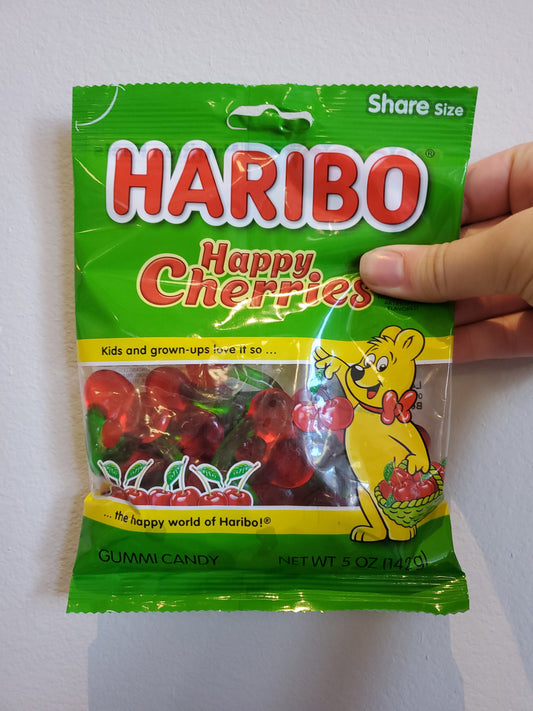 Share Size
HARIBO®
Happy
Cherries
Kids and grown-ups love it so ...
... the happy world of Haribo!®
GUMMI CANDY
NET WT 5 OZ (142g)